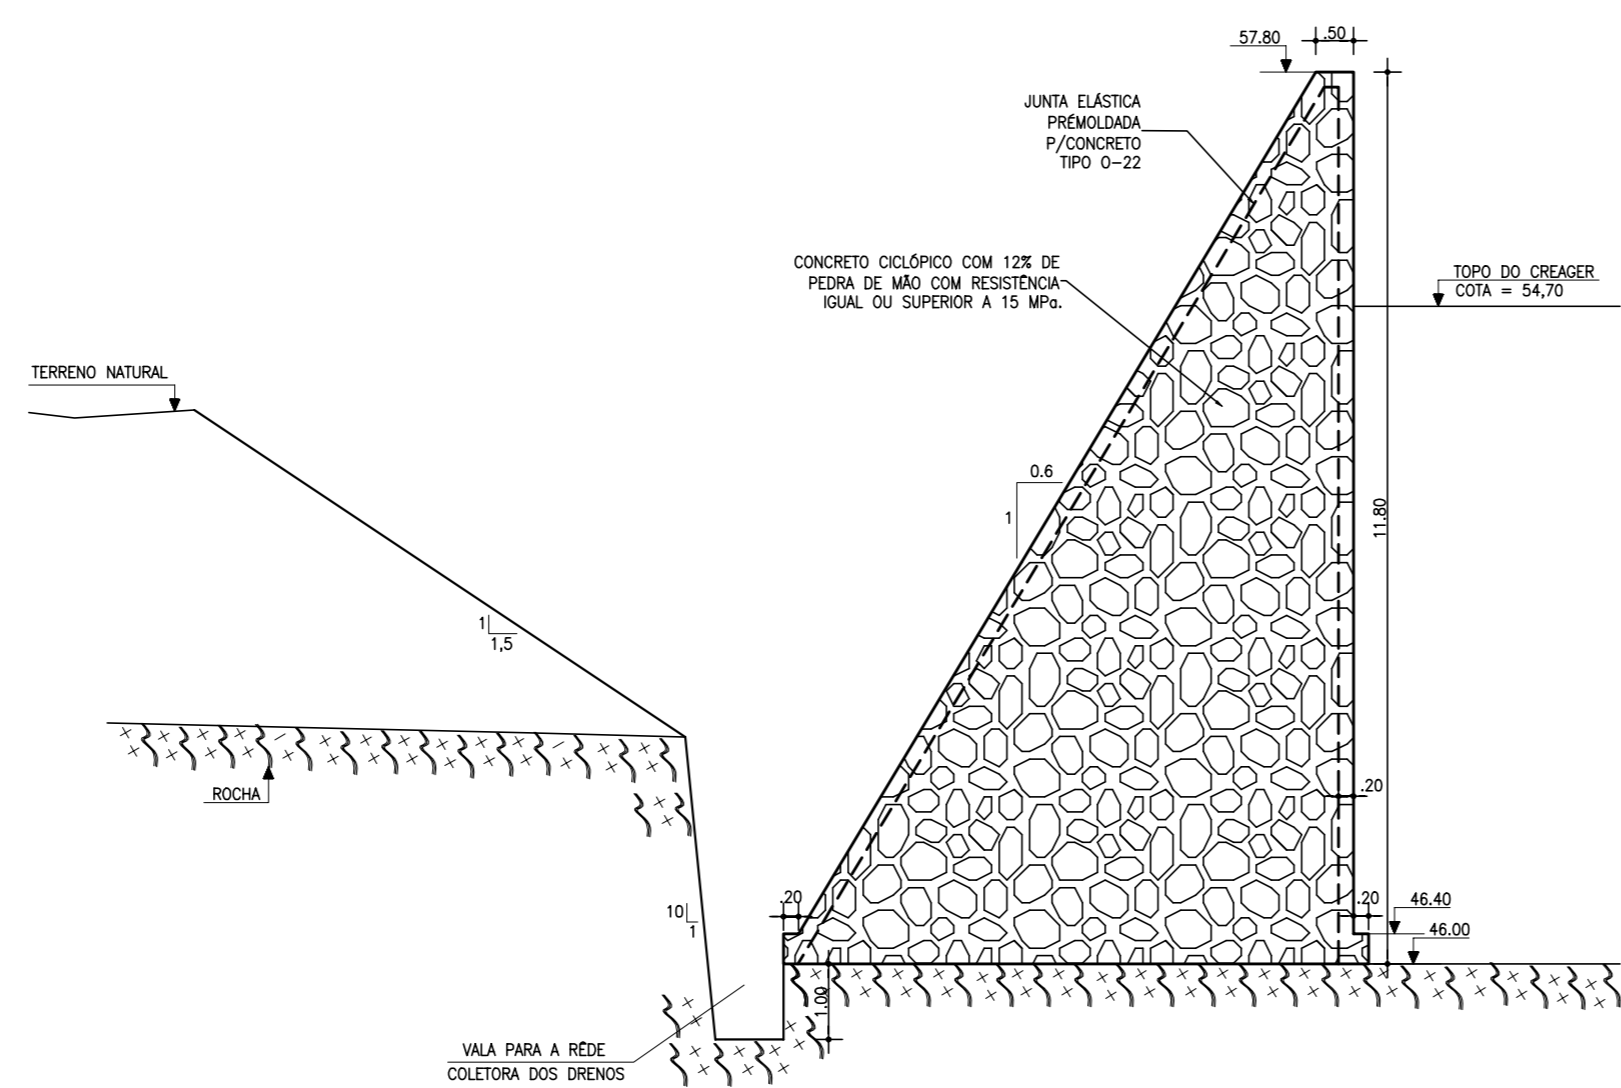 57.80
.50
JUNTA ELÁSTICA
PRÉMOLDADA
P/CONCRETO
TIPO O-22
CONCRETO CICLÓPICO COM 12% DE
PEDRA DE MÃO COM RESISTÊNCIA
IGUAL OU SUPERIOR A 15 MPa.
TOPO DO CREAGER
COTA = 54,70
TERRENO NATURAL
0.6
1
11.80
1
1,5
ROCHA
.20
.20
.20
46.40
46.00
10
1
1.00
VALA PARA A RÊDE
COLETORA DOS DRENOS